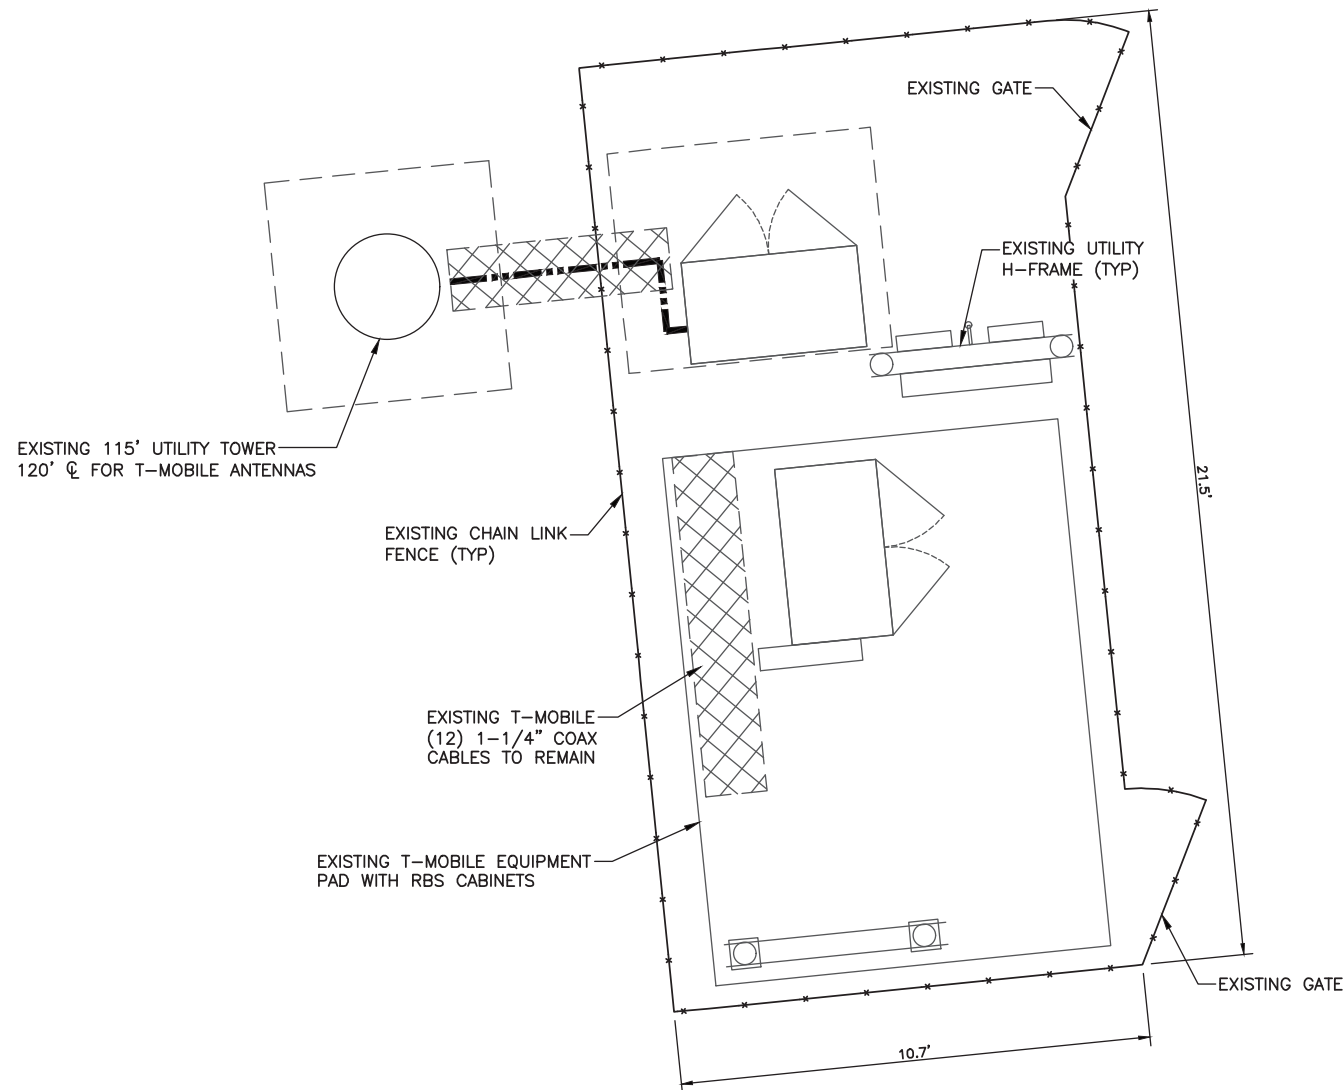 EXISTING GATE
EXISTING UTILITY
H-FRAME (TYP)
EXISTING 115' UTILITY TOWER
120' ℄ FOR T-MOBILE ANTENNAS
21.5'
EXISTING CHAIN LINK
FENCE (TYP)
EXISTING T-MOBILE
(12) 1-1/4" COAX
CABLES TO REMAIN
EXISTING T-MOBILE EQUIPMENT
PAD WITH RBS CABINETS
EXISTING GATE
10.7'